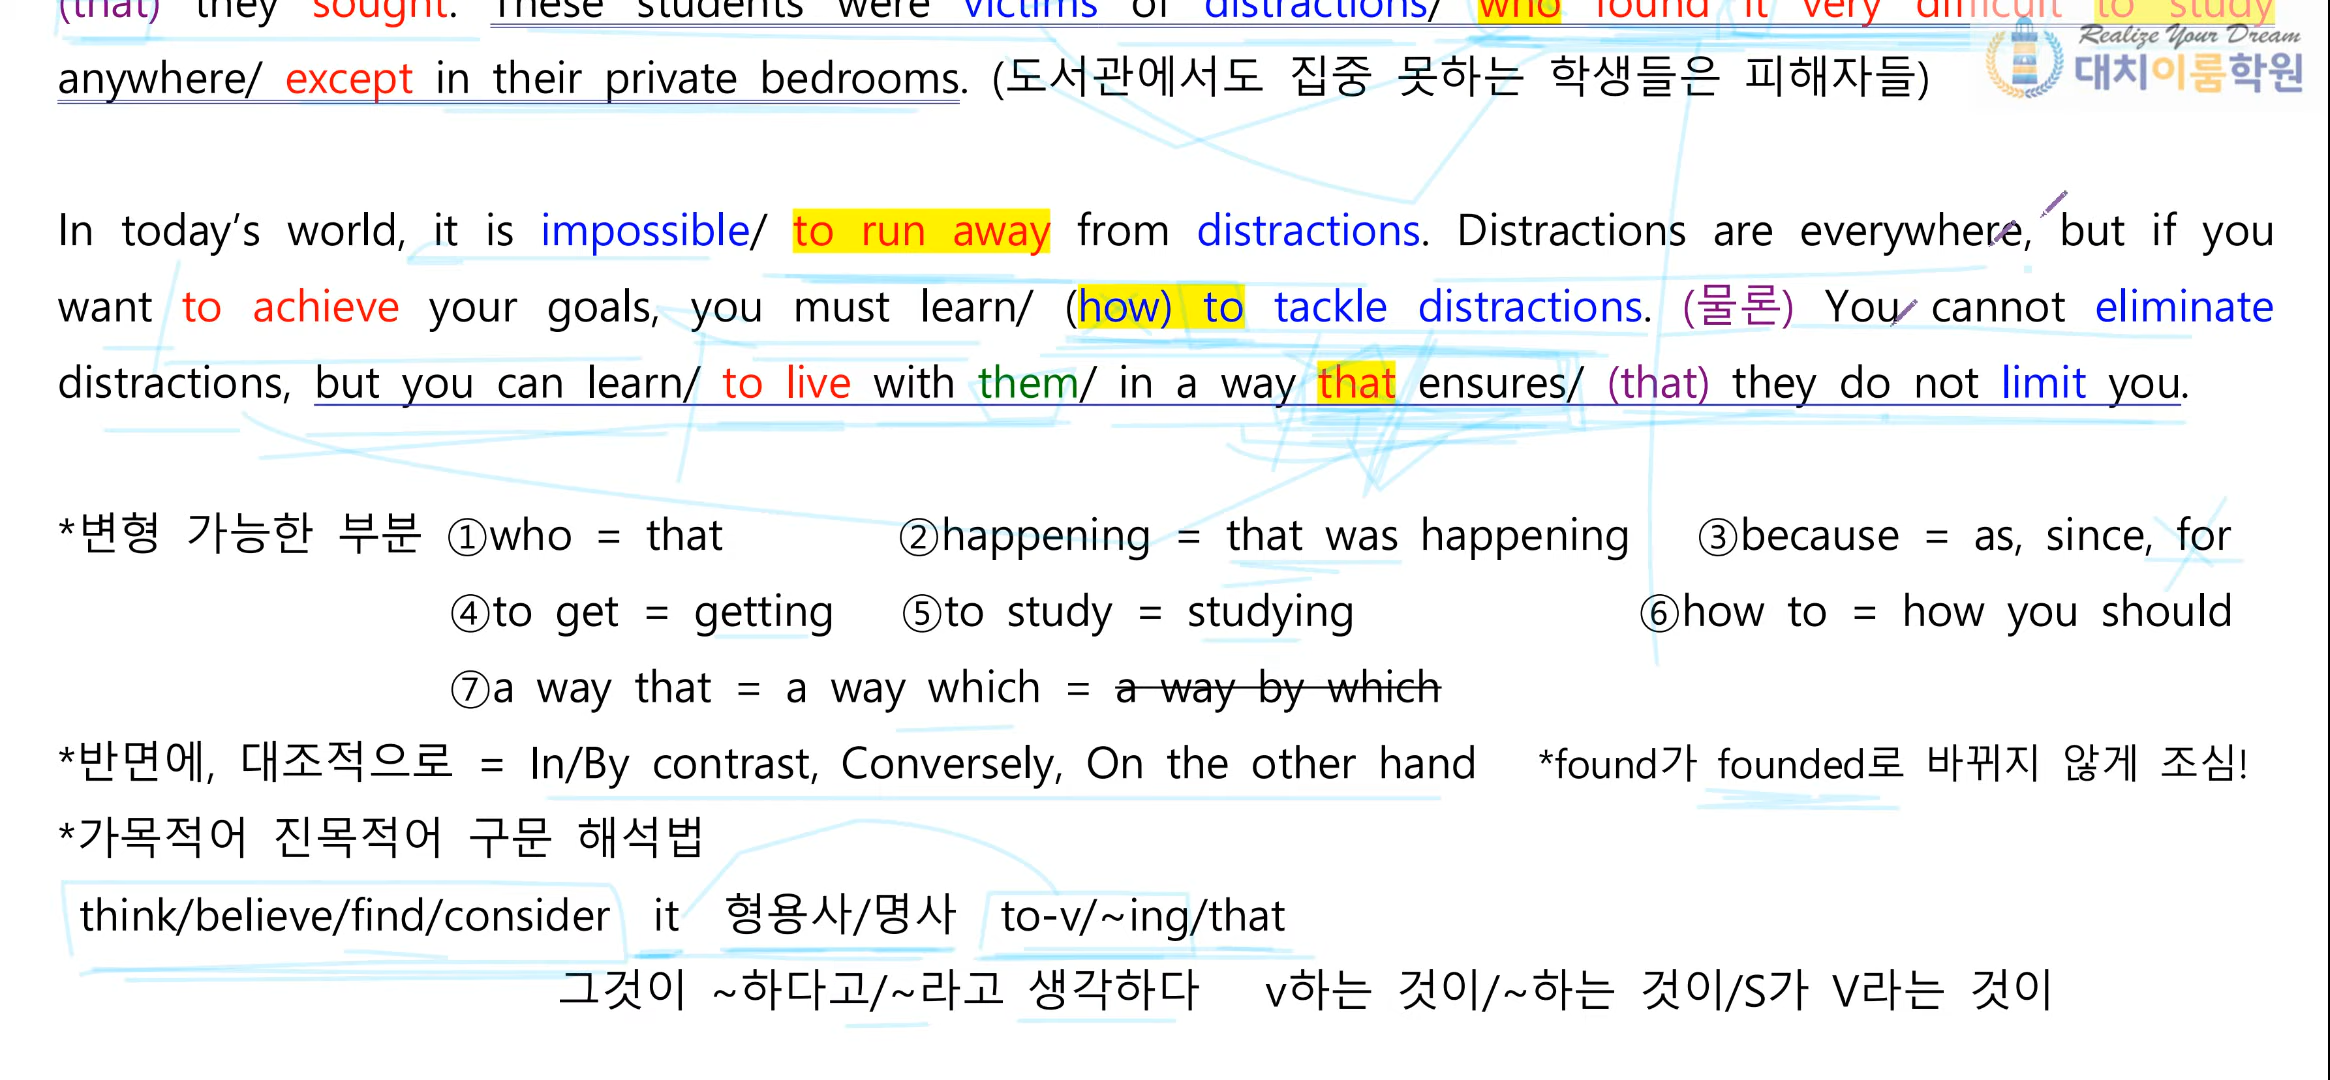 (that) they sought. These students were victims of distractions/ who found it very difficult to study
Realize Your Dream
대치이룸학원
anywhere/ except in their private bedrooms. (도서관에서도 집중 못하는 학생들은 피해자들)
In today’s world, it is impossible/ to run away from distractions. Distractions are everywhere, but if you
want to achieve your goals, you must learn/ (how) to tackle distractions. (물론) You cannot eliminate
distractions, but you can learn/ to live with them/ in a way that ensures/ (that) they do not limit you.
*변형 가능한 부분 ①who = that ②happening = that was happening ③because = as, since, for
④to get = getting ⑤to study = studying ⑥how to = how you should
⑦a way that = a way which = a way by which
*반면에, 대조적으로 = In/By contrast, Conversely, On the other hand *found가 founded로 바뀌지 않게 조심!
*가목적어 진목적어 구문 해석법
think/believe/find/consider it 형용사/명사 to-v/~ing/that
그것이 ~하다고/~라고 생각하다 v하는 것이/~하는 것이/S가 V라는 것이